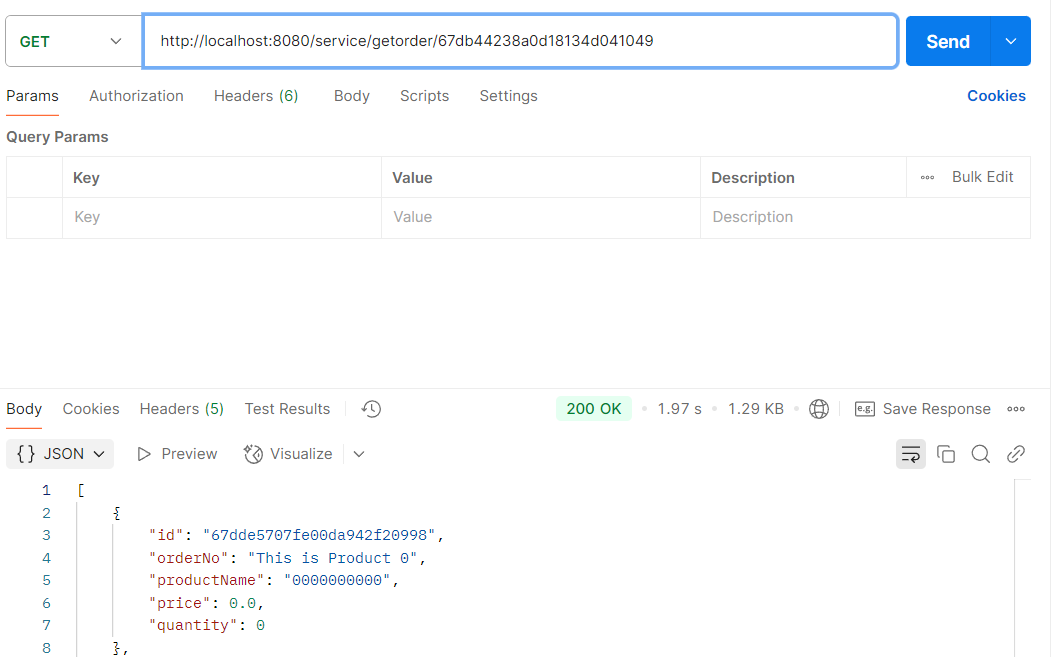 GET http://localhost:8080/service/getorder/67db44238a0d18134d041049 Send
Params Authorization Headers (6) Body Scripts Settings Cookies
Query Params
Key Value Description Bulk Edit
Key Value Description
Body Cookies Headers (5) Test Results 200 OK • 1.97 s • 1.29 KB • e.g. Save Response
{} JSON Preview Visualize
1 [
2 {
3 "id": "67dde5707fe00da942f20998",
4 "orderNo": "This is Product 0",
5 "productName": "0000000000",
6 "price": 0.0,
7 "quantity": 0
8 },